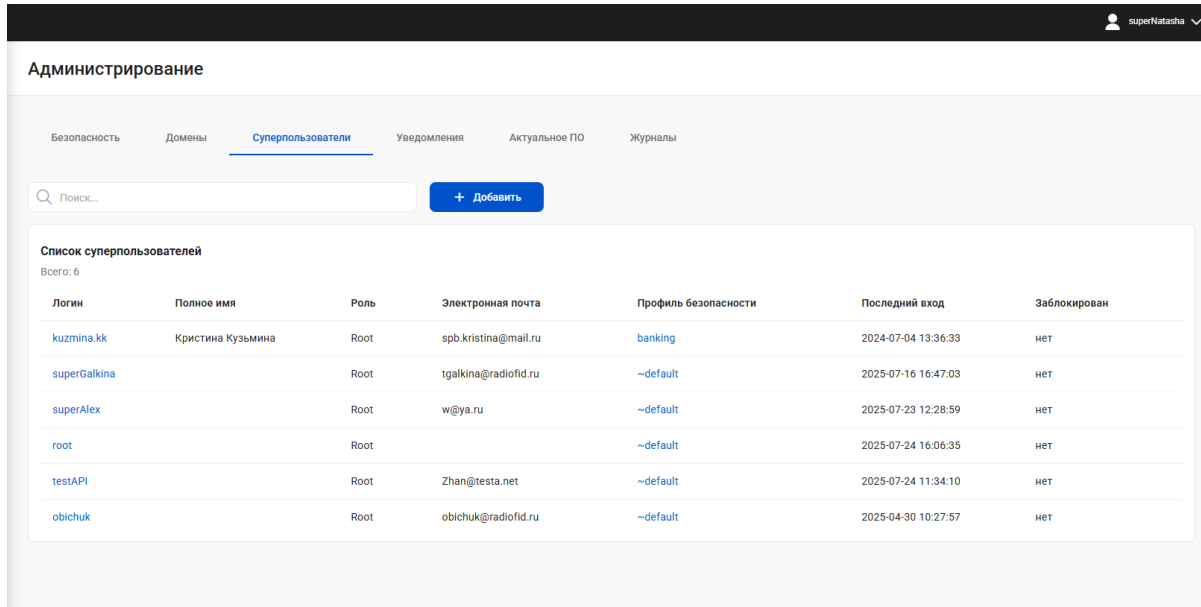 superNatasha
Администрирование
Безопасность Домены Суперпользователи Уведомления Актуальное ПО Журналы
Поиск... + Добавить
Список суперпользователей
Всего: 6
Логин Полное имя Роль Электронная почта Профиль безопасности Последний вход Заблокирован
kuzmina.kk Кристина Кузьмина Root spb.kristina@mail.ru banking 2024-07-04 13:36:33 нет
superGalkina Root tgalkina@radiofid.ru ~default 2025-07-16 16:47:03 нет
superAlex Root w@ya.ru ~default 2025-07-23 12:28:59 нет
root Root ~default 2025-07-24 16:06:35 нет
testAPI Root Zhan@testa.net ~default 2025-07-24 11:34:10 нет
obichuk Root obichuk@radiofid.ru ~default 2025-04-30 10:27:57 нет